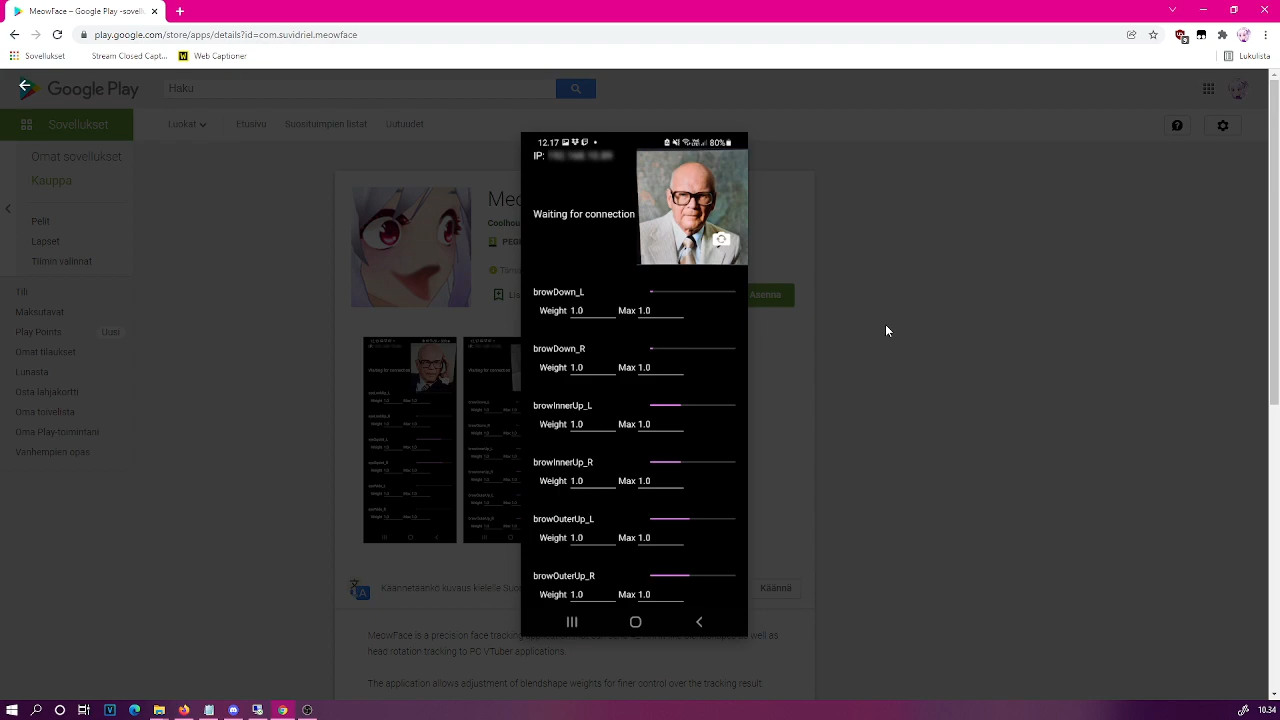 MeowFace – Google Play -sovell
play.google.com/store/apps/details?id=com.suvidriel.meowface
Sovellukset
Stream Closed Capt...
Web Captioner
Lukulista
Google Play
Haku
Sovellukset
Luokat
Etusivu
Suosituimpien listat
Uutuudet
Omat sovellukset
Kauppa
Pelit
Lapset
Tiimin valinnat
Tili
Maksutavat
Play Points
Uusi
Omat tilaukset
Lunasta
Osta lahjakortti
Oma toivelista
Oma Play-toimintani
Vanhempien opas
Asenna
12.17
80%
IP:
Waiting for connection
browDown_L
Weight 1.0 Max 1.0
browDown_R
Weight 1.0 Max 1.0
browInnerUp_L
Weight 1.0 Max 1.0
browInnerUp_R
Weight 1.0 Max 1.0
browOuterUp_L
Weight 1.0 Max 1.0
browOuterUp_R
Weight 1.0 Max 1.0
Waiting for connection
Käännetäänkö kuvaus kielelle
Käännä
MeowFace is a precision face tracking
well as
head rotation tracking to PC VTuber applications.
The application allows adjustment of blendshape weights for finer control over the tracking result.
10.34